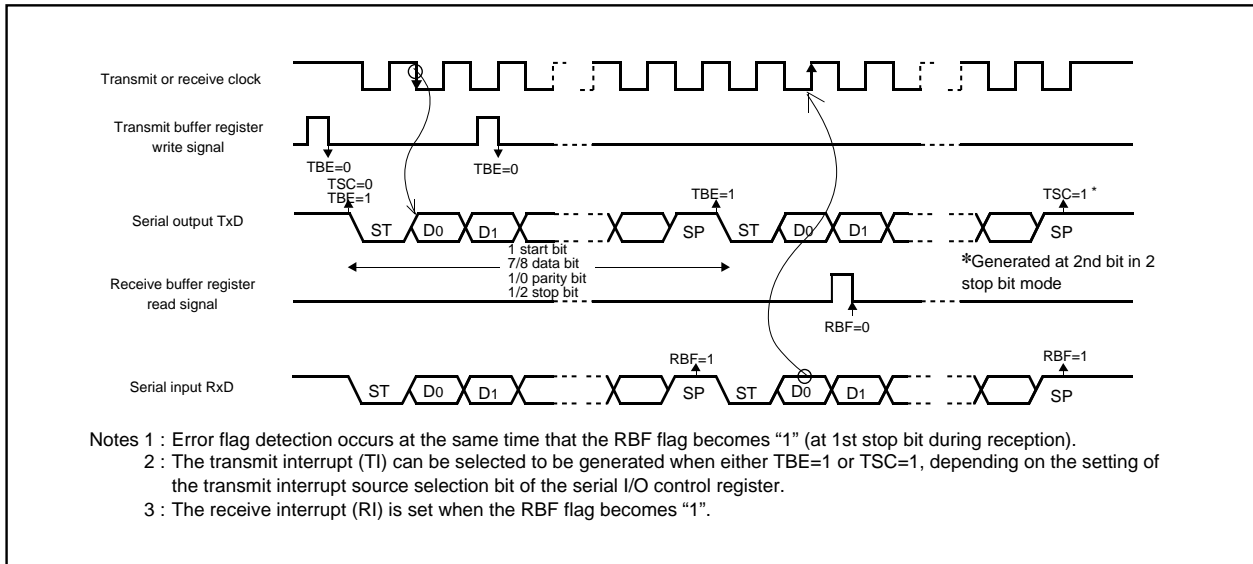 Transmit or receive clock
Transmit buffer register
write signal
TBE=0
TBE=0
TSC=0
TBE=1
TBE=1
TSC=1 *
Serial output TxD
ST
D0
D1
SP
ST
D0
D1
SP
1 start bit
7/8 data bit
1/0 parity bit
1/2 stop bit
*Generated at 2nd bit in 2
stop bit mode
Receive buffer register
read signal
RBF=0
RBF=1
RBF=1
Serial input RxD
ST
D0
D1
SP
ST
D0
D1
SP
Notes 1 : Error flag detection occurs at the same time that the RBF flag becomes “1” (at 1st stop bit during reception).
2 : The transmit interrupt (TI) can be selected to be generated when either TBE=1 or TSC=1, depending on the setting of
the transmit interrupt source selection bit of the serial I/O control register.
3 : The receive interrupt (RI) is set when the RBF flag becomes “1”.